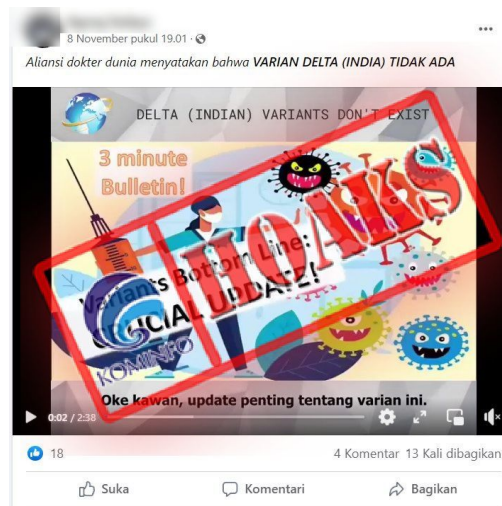 8 November pukul 19.01 ·
Aliansi dokter dunia menyatakan bahwa VARIAN DELTA (INDIA) TIDAK ADA
DELTA (INDIAN) VARIANTS DON'T EXIST
3 minute
Bulletin!
HOAKS
Variants Bottom Line:
CRUCIAL UPDATE!
KOMINFO
Oke kawan, update penting tentang varian ini.
0:02 / 2:38
18
4 Komentar 13 Kali dibagikan
Suka
Komentari
Bagikan